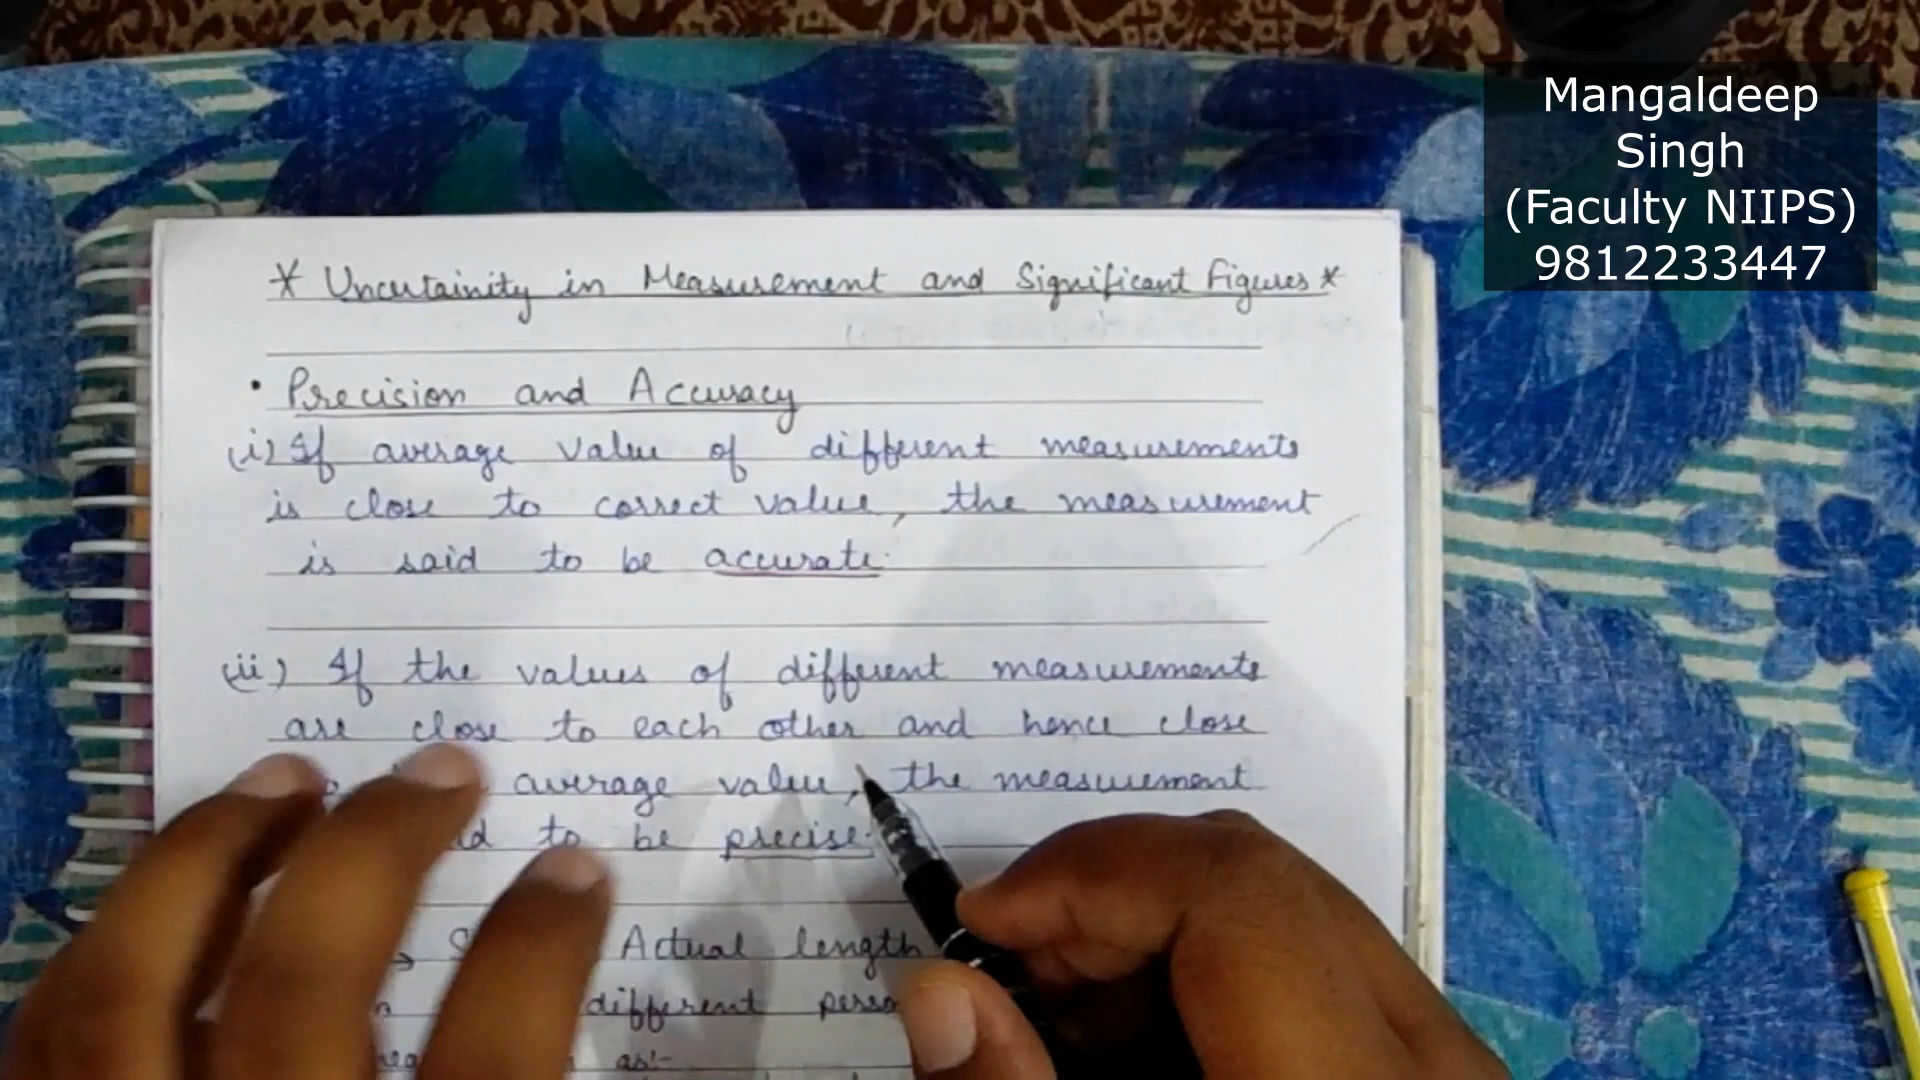 Mangaldeep
Singh
(Faculty NIIPS)
9812233447
* Uncertainity in Measurement and Significant Figures *
• Precision and Accuracy
(i) If average value of different measurements
is close to correct value, the measurement
is said to be accurate.
(ii) If the values of different measurements
are close to each other and hence close
average value, the measurement
to be precise.
→ Actual length
different
as:-